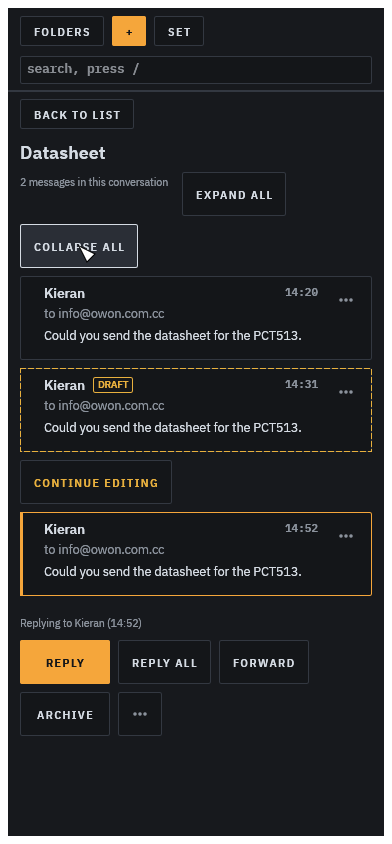 FOLDERS + SET
search, press /
BACK TO LIST
Datasheet
2 messages in this conversation EXPAND ALL
COLLAPSE ALL
Kieran 14:20 •••
to info@owon.com.cc
Could you send the datasheet for the PCT513.
Kieran DRAFT 14:31 •••
to info@owon.com.cc
Could you send the datasheet for the PCT513.
CONTINUE EDITING
Kieran 14:52 •••
to info@owon.com.cc
Could you send the datasheet for the PCT513.
Replying to Kieran (14:52)
REPLY REPLY ALL FORWARD
ARCHIVE •••